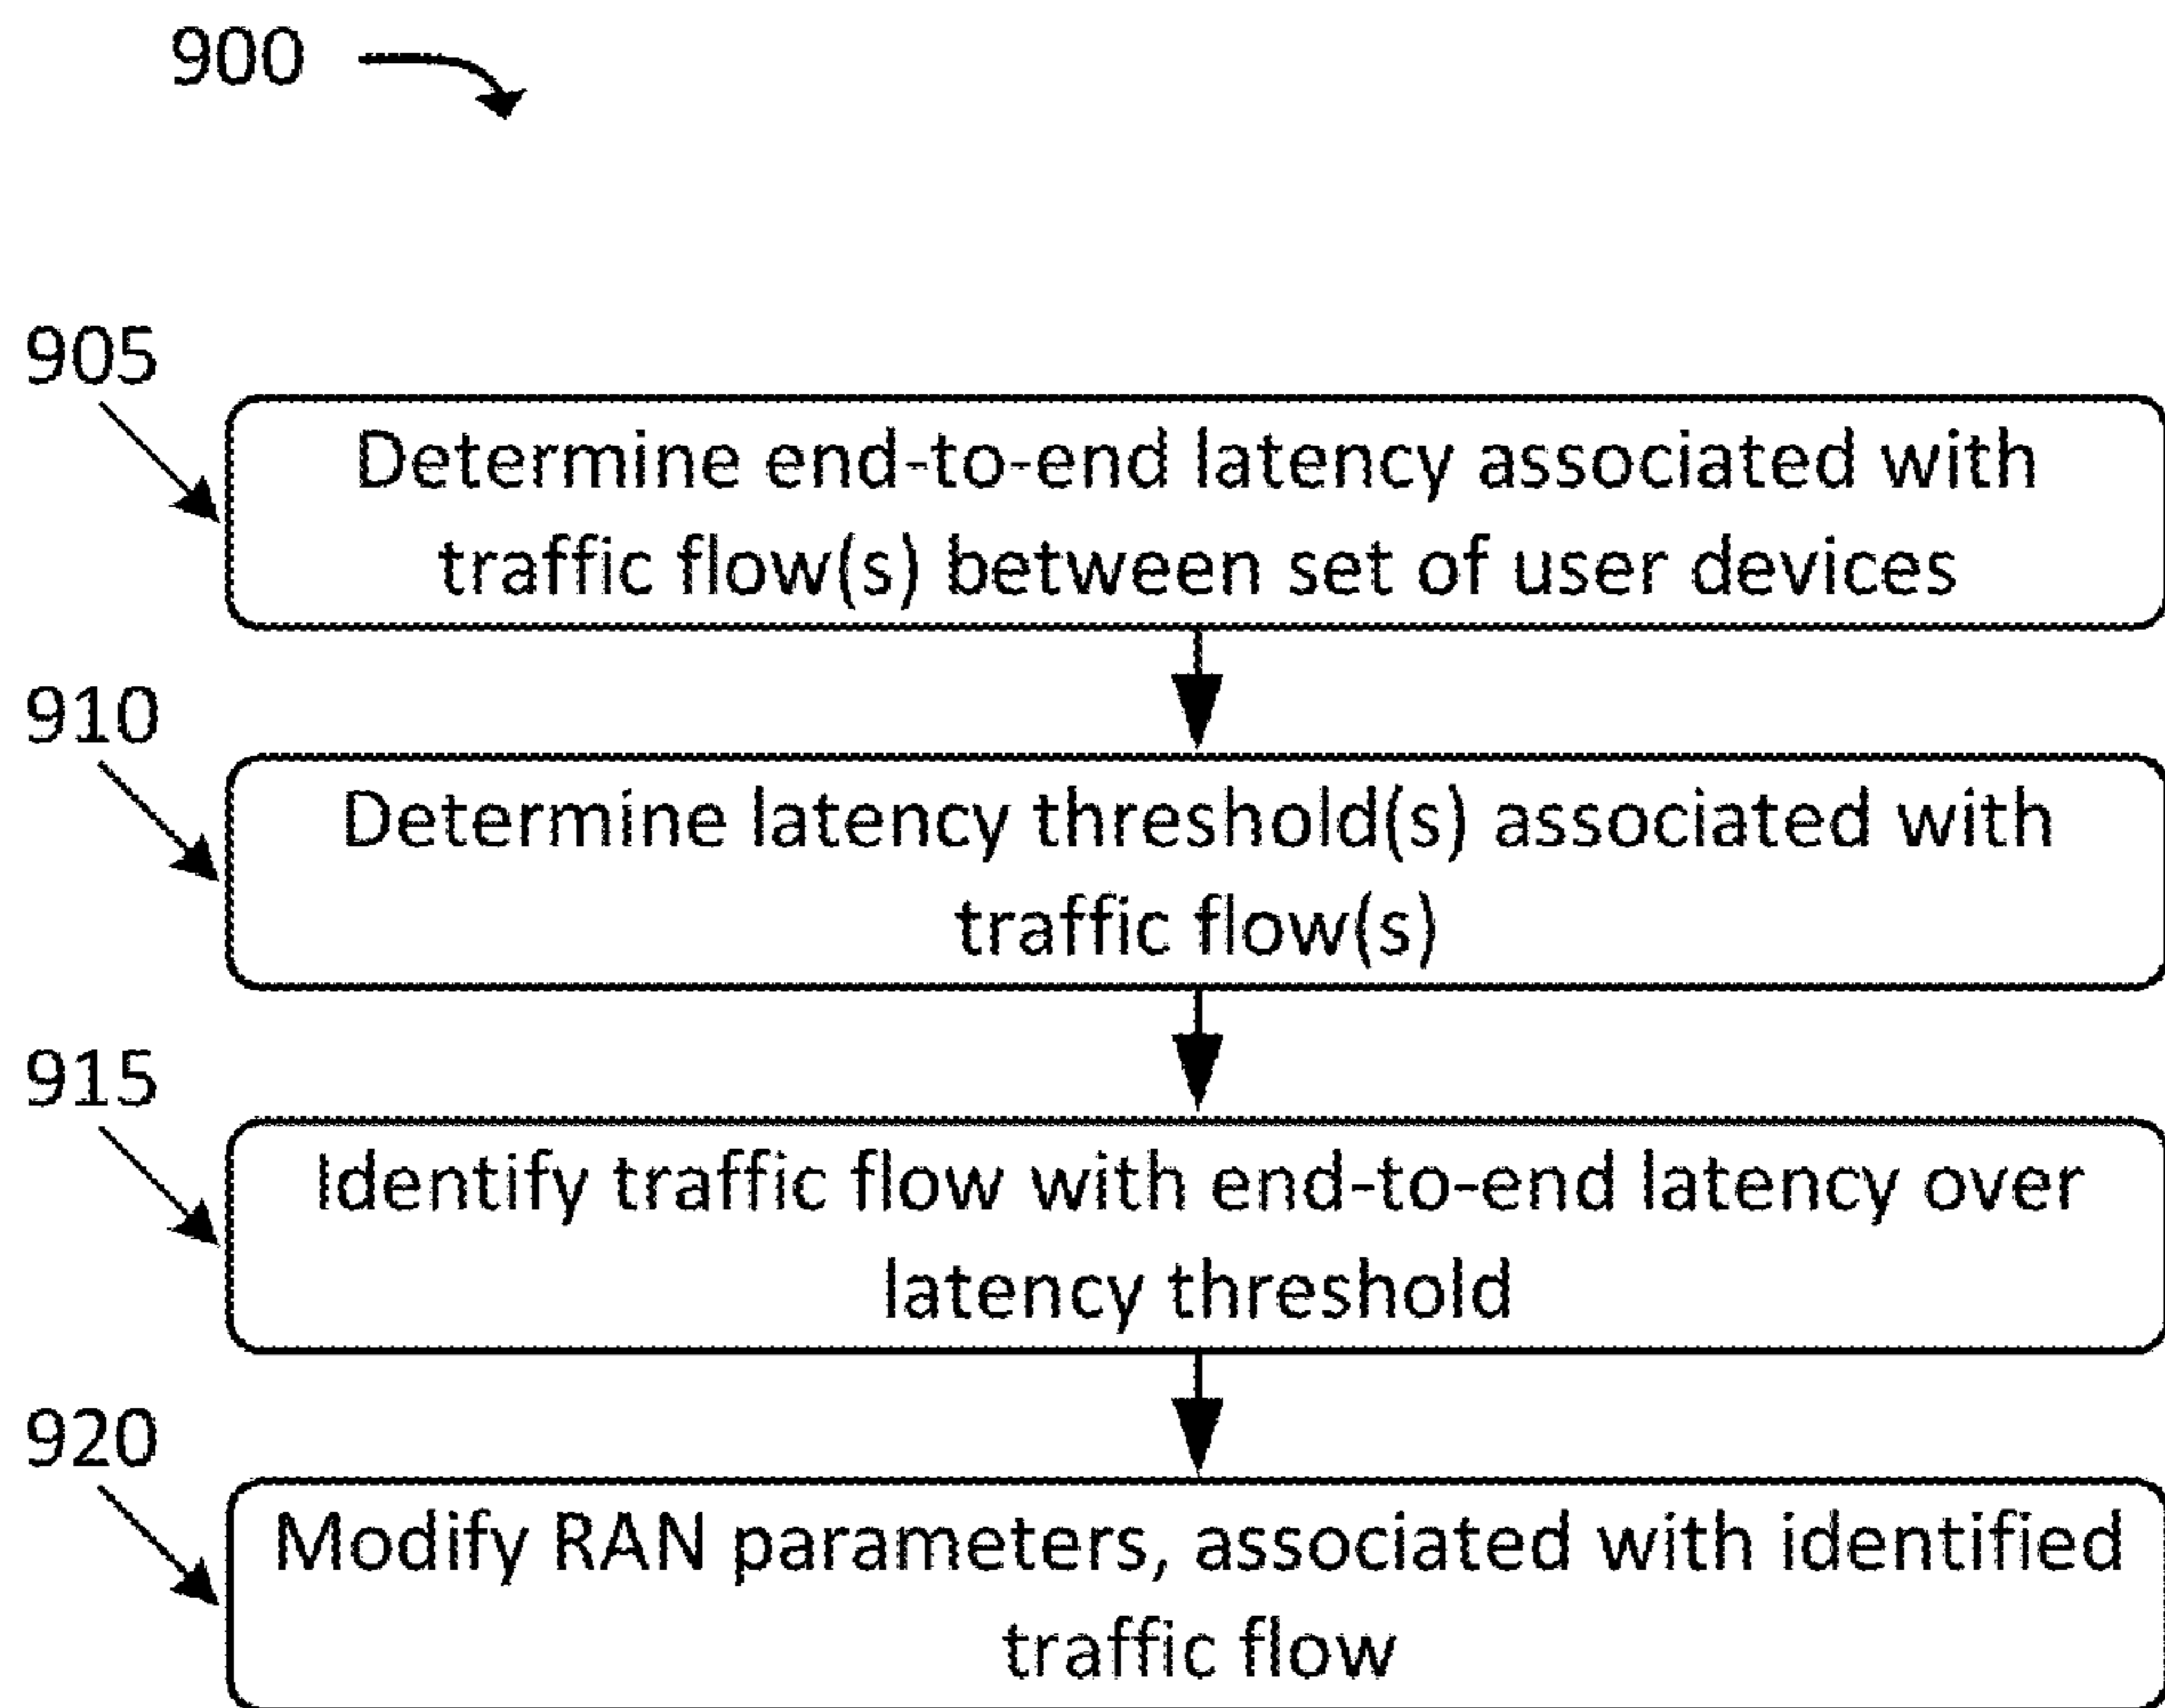 900
905
Determine end-to-end latency associated with
traffic flow(s) between set of user devices
910
Determine latency threshold(s) associated with
traffic flow(s)
915
Identify traffic flow with end-to-end latency over
latency threshold
920
Modify RAN parameters, associated with identified
traffic flow